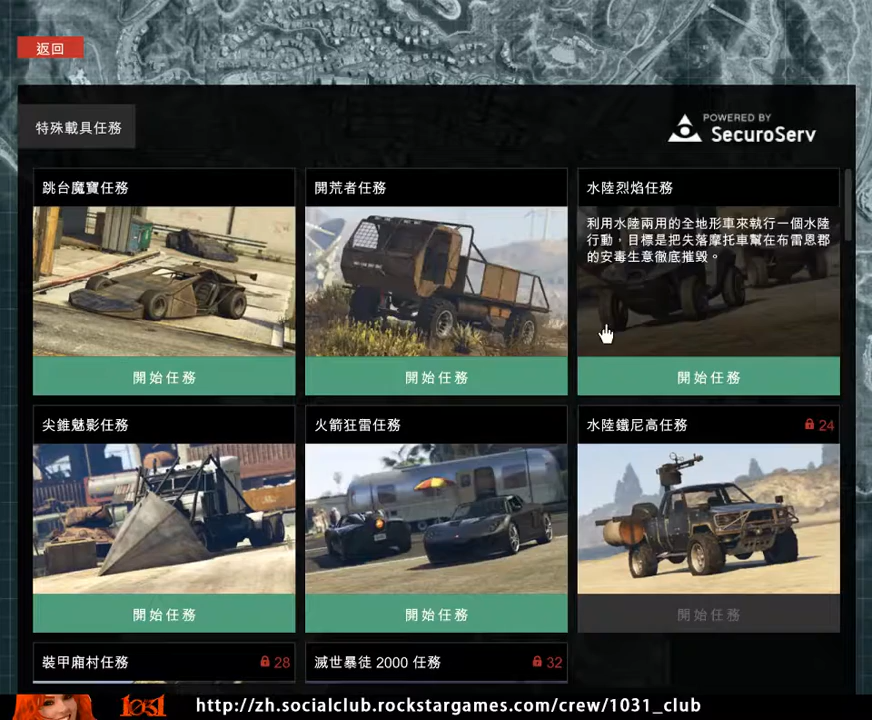 返回
特殊載具任務
POWERED BY
SecuroServ
跳台魔寶任務
開荒者任務
水陸烈焰任務
利用水陸兩用的全地形車來執行一個水陸
行動，目標是把失落摩托車幫在布雷恩郡
的安毒生意徹底摧毀。
開始任務
開始任務
開始任務
尖錐魅影任務
火箭狂雷任務
水陸鐵尼高任務
24
開始任務
開始任務
開始任務
裝甲廂村任務
28
滅世暴徒 2000 任務
32
1031
http://zh.socialclub.rockstargames.com/crew/1031_club